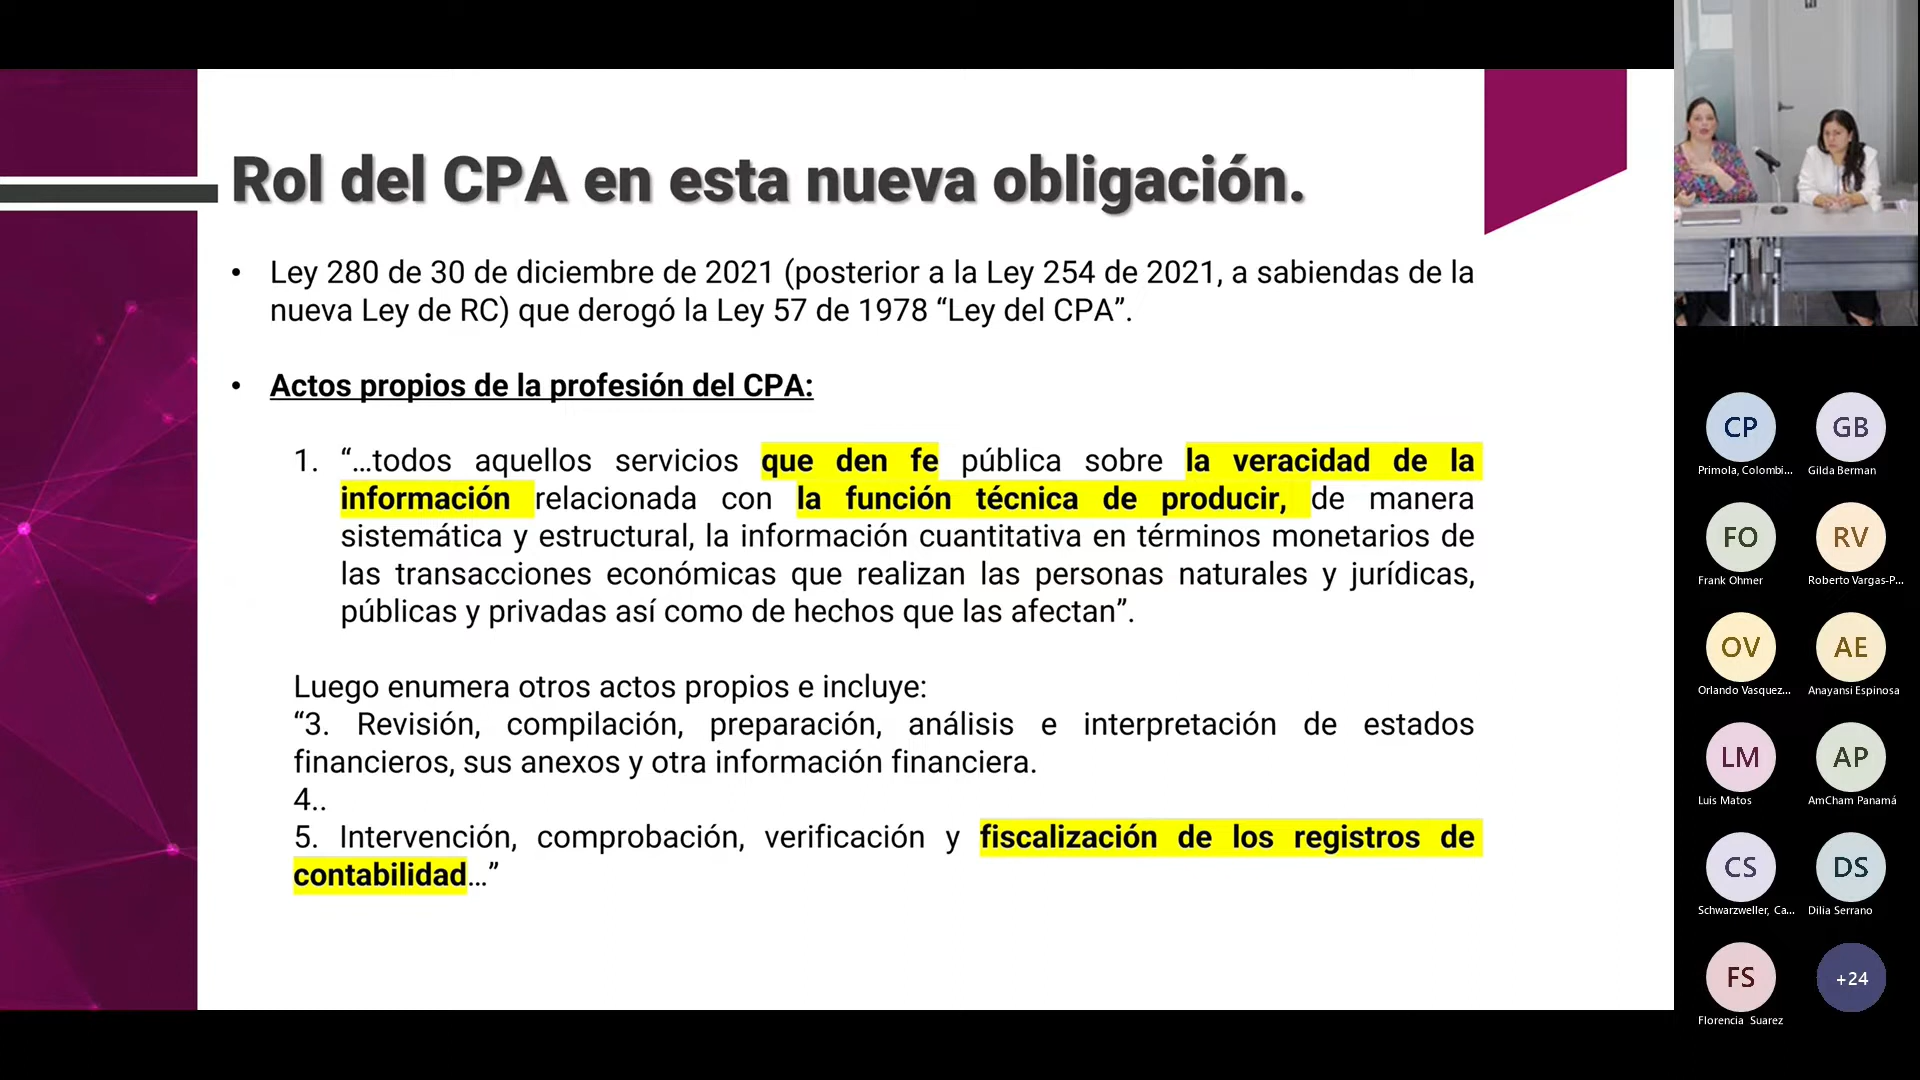 Rol del CPA en esta nueva obligación.
• Ley 280 de 30 de diciembre de 2021 (posterior a la Ley 254 de 2021, a sabiendas de la
nueva Ley de RC) que derogó la Ley 57 de 1978 “Ley del CPA”.
• Actos propios de la profesión del CPA:
1. “…todos aquellos servicios que den fe pública sobre la veracidad de la
información relacionada con la función técnica de producir, de manera
sistemática y estructural, la información cuantitativa en términos monetarios de
las transacciones económicas que realizan las personas naturales y jurídicas,
públicas y privadas así como de hechos que las afectan”.
Luego enumera otros actos propios e incluye:
“3. Revisión, compilación, preparación, análisis e interpretación de estados
financieros, sus anexos y otra información financiera.
4..
5. Intervención, comprobación, verificación y fiscalización de los registros de
contabilidad…”
CP GB
Primola, Colombi... Gilda Berman
FO RV
Frank Ohmer Roberto Vargas-P...
OV AE
Orlando Vasquez... Anayansi Espinosa
LM AP
Luis Matos AmCham Panamá
CS DS
Schwarzweller, Ca... Dilia Serrano
FS +24
Florencia Suarez